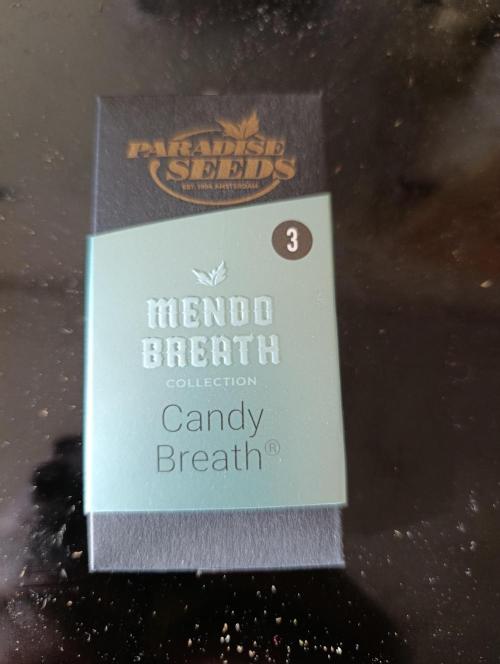 PARADISE
SEEDS
EST. 1994 AMSTERDAM
3
MENDO
BREATH
COLLECTION
Candy
Breath®